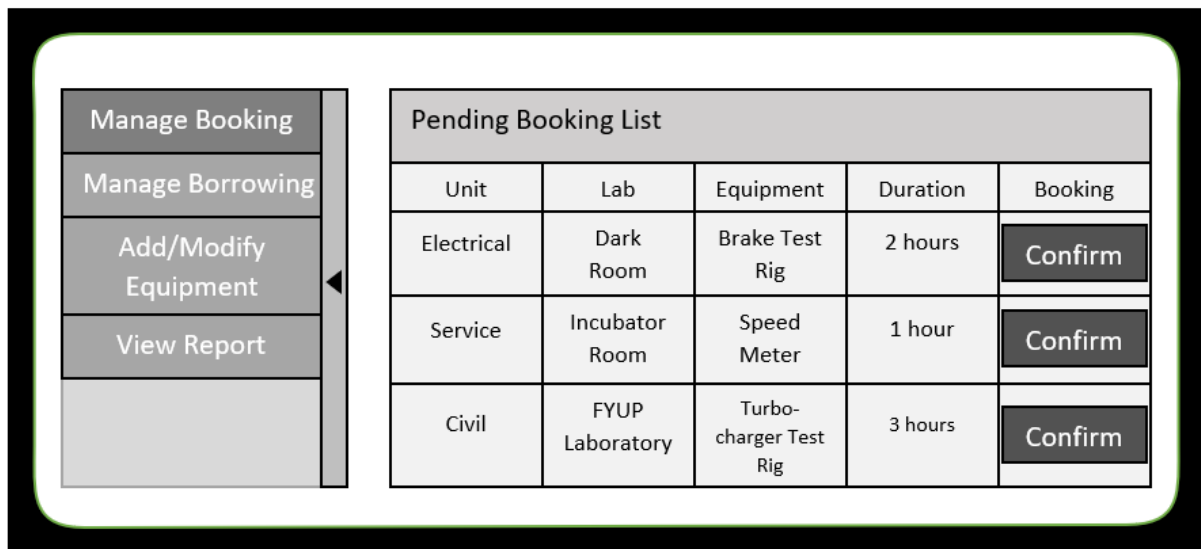 Manage Booking
Manage Borrowing
Add/Modify
Equipment
View Report
Pending Booking List
Unit
Lab
Equipment
Duration
Booking
Electrical
Dark
Room
Brake Test
Rig
2 hours
Confirm
Service
Incubator
Room
Speed
Meter
1 hour
Confirm
Civil
FYUP
Laboratory
Turbo-
charger Test
Rig
3 hours
Confirm